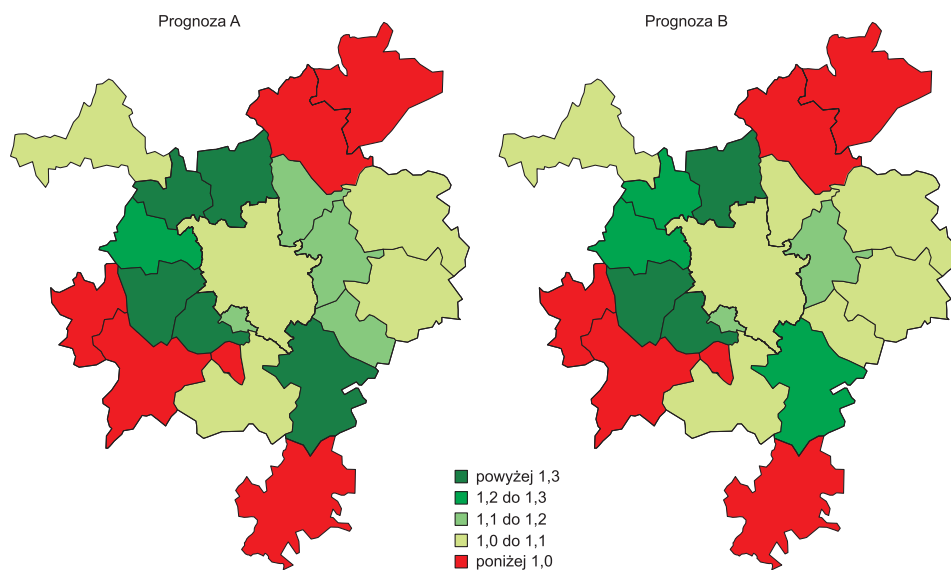 Prognoza A
Prognoza B
powyżej 1,3
1,2 do 1,3
1,1 do 1,2
1,0 do 1,1
poniżej 1,0